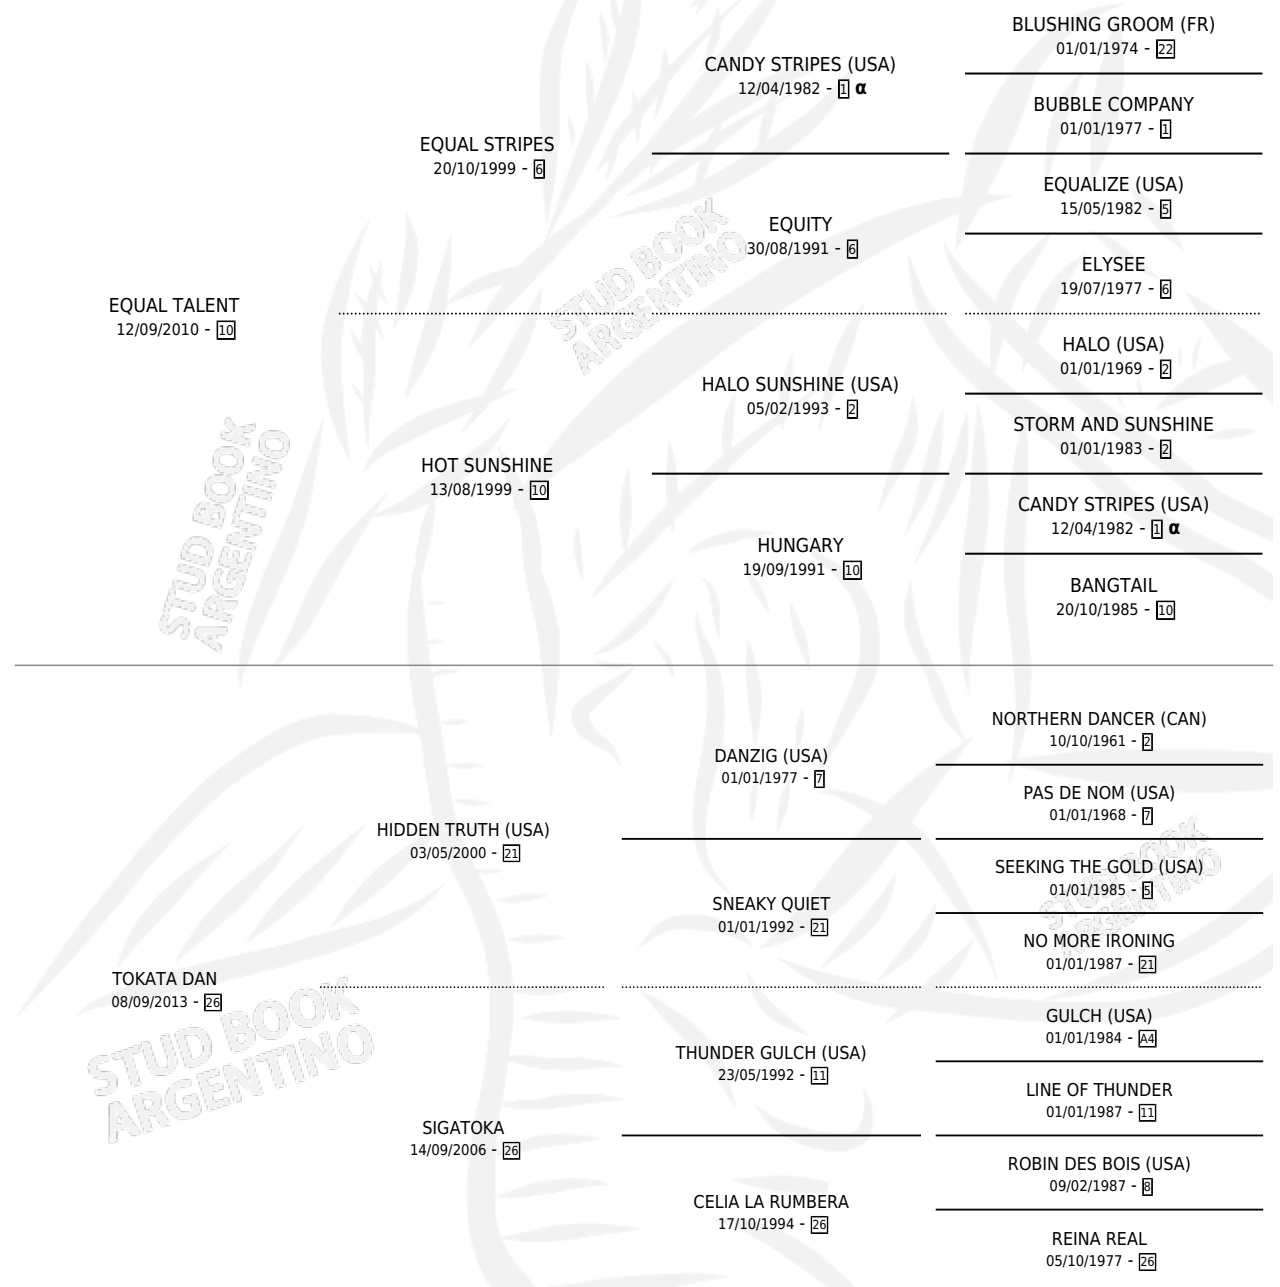 BLUSHING GROOM (FR)
01/01/1974 - 22
CANDY STRIPES (USA)
12/04/1982 - 1 α
BUBBLE COMPANY
01/01/1977 - 1
EQUAL STRIPES
20/10/1999 - 6
EQUALIZE (USA)
15/05/1982 - 5
EQUITY
30/08/1991 - 6
ELYSEE
19/07/1977 - 6
EQUAL TALENT
12/09/2010 - 10
HALO (USA)
01/01/1969 - 2
HALO SUNSHINE (USA)
05/02/1993 - 2
STORM AND SUNSHINE
01/01/1983 - 2
HOT SUNSHINE
13/08/1999 - 10
CANDY STRIPES (USA)
12/04/1982 - 1 α
HUNGARY
19/09/1991 - 10
BANGTAIL
20/10/1985 - 10
NORTHERN DANCER (CAN)
10/10/1961 - 2
DANZIG (USA)
01/01/1977 - 7
PAS DE NOM (USA)
01/01/1968 - 7
HIDDEN TRUTH (USA)
03/05/2000 - 21
SEEKING THE GOLD (USA)
01/01/1985 - 5
SNEAKY QUIET
01/01/1992 - 21
NO MORE IRONING
01/01/1987 - 21
TOKATA DAN
08/09/2013 - 26
GULCH (USA)
01/01/1984 - A4
THUNDER GULCH (USA)
23/05/1992 - 11
LINE OF THUNDER
01/01/1987 - 11
SIGATOKA
14/09/2006 - 26
ROBIN DES BOIS (USA)
09/02/1987 - 8
CELIA LA RUMBERA
17/10/1994 - 26
REINA REAL
05/10/1977 - 26
STUD BOOK
ARGENTINO
STUD BOOK
ARGENTINO
STUD BOOK
ARGENTINO
STUD BOOK
ARGENTINO